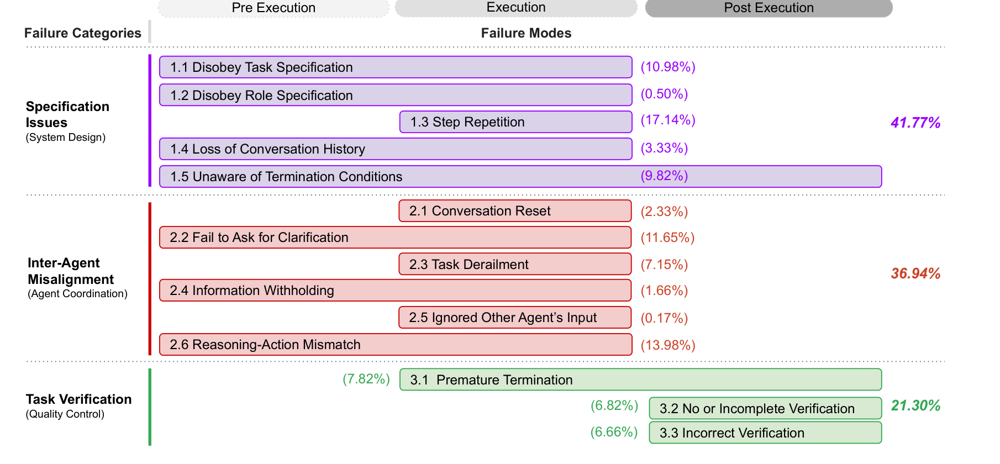 Pre Execution
Execution
Post Execution
Failure Categories
Failure Modes
Specification
Issues
(System Design)
1.1 Disobey Task Specification
(10.98%)
1.2 Disobey Role Specification
(0.50%)
1.3 Step Repetition
(17.14%)
1.4 Loss of Conversation History
(3.33%)
1.5 Unaware of Termination Conditions
(9.82%)
41.77%
Inter-Agent
Misalignment
(Agent Coordination)
2.1 Conversation Reset
(2.33%)
2.2 Fail to Ask for Clarification
(11.65%)
2.3 Task Derailment
(7.15%)
2.4 Information Withholding
(1.66%)
2.5 Ignored Other Agent’s Input
(0.17%)
2.6 Reasoning-Action Mismatch
(13.98%)
36.94%
Task Verification
(Quality Control)
(7.82%)
3.1 Premature Termination
(6.82%)
3.2 No or Incomplete Verification
(6.66%)
3.3 Incorrect Verification
21.30%